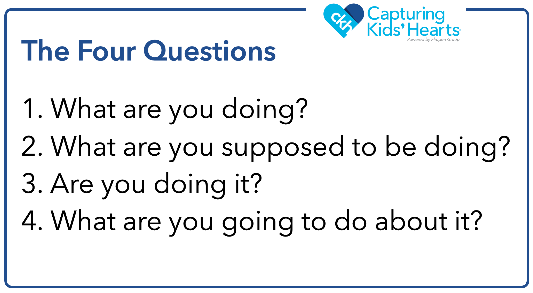 ckh
Capturing
Kids' Hearts
The Four Questions
1. What are you doing?
2. What are you supposed to be doing?
3. Are you doing it?
4. What are you going to do about it?